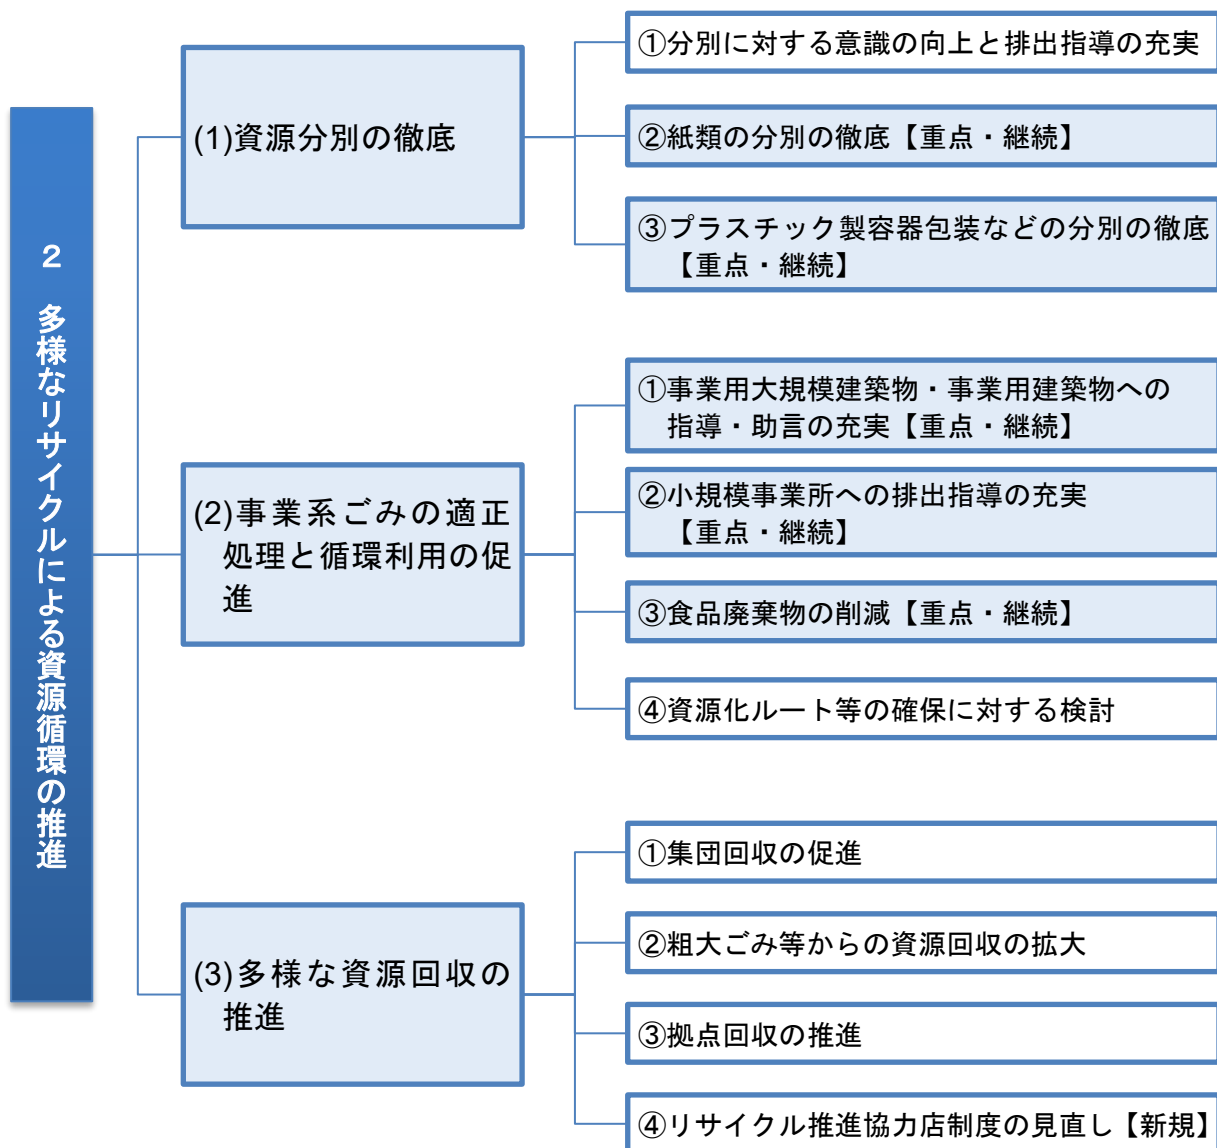 2　多様なリサイクルによる資源循環の推進
(1)資源分別の徹底
①分別に対する意識の向上と排出指導の充実
②紙類の分別の徹底【重点・継続】
③プラスチック製容器包装などの分別の徹底
【重点・継続】
(2)事業系ごみの適正
処理と循環利用の促
進
①事業用大規模建築物・事業用建築物への
指導・助言の充実【重点・継続】
②小規模事業所への排出指導の充実
【重点・継続】
③食品廃棄物の削減【重点・継続】
④資源化ルート等の確保に対する検討
(3)多様な資源回収の
推進
①集団回収の促進
②粗大ごみ等からの資源回収の拡大
③拠点回収の推進
④リサイクル推進協力店制度の見直し【新規】